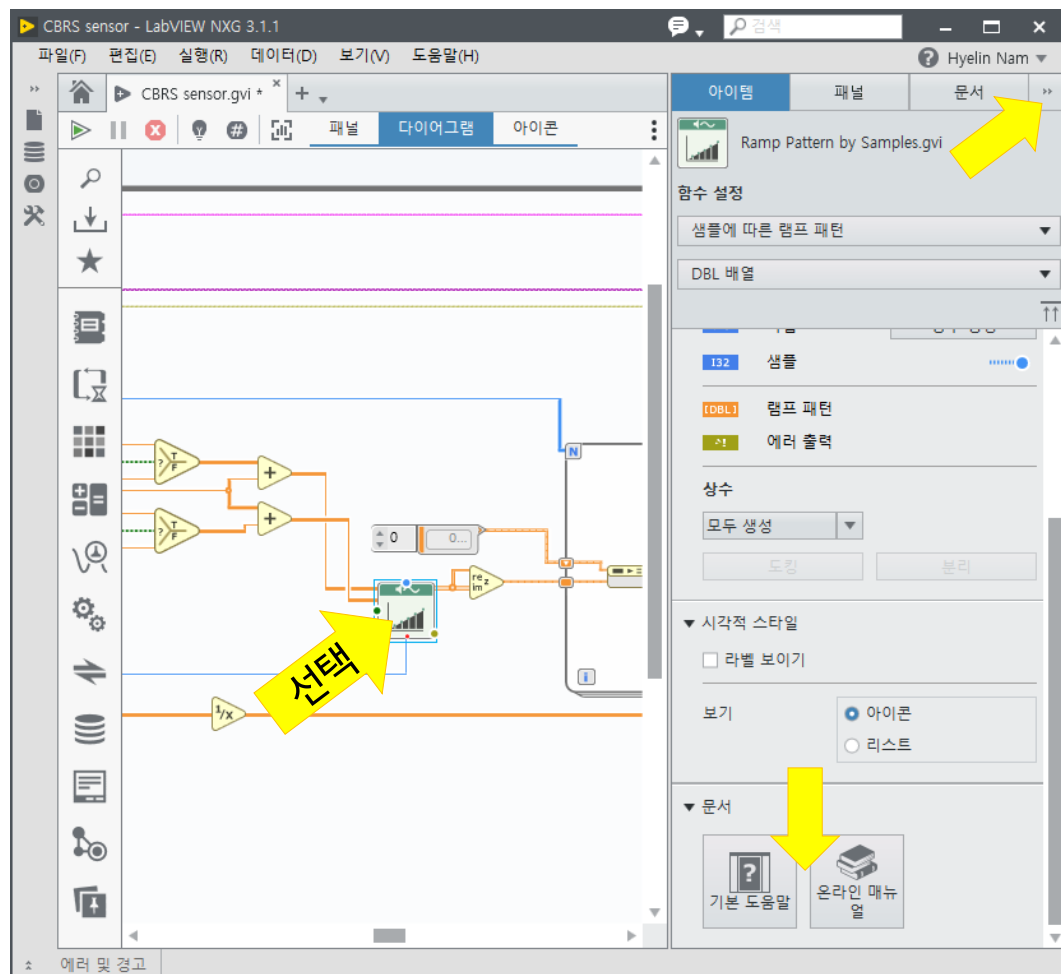 CBRS sensor - LabVIEW NXG 3.1.1
검색
파일(F) 편집(E) 실행(R) 데이터(D) 보기(V) 도움말(H)
Hyelin Nam
CBRS sensor.gvi *
아이템 패널 문서
패널 다이어그램 아이콘
Ramp Pattern by Samples.gvi
함수 설정
샘플에 따른 램프 패턴
DBL 배열
I32 샘플
[DBL] 램프 패턴
에러 출력
상수
모두 생성
도킹 분리
시각적 스타일
라벨 보이기
보기 아이콘
리스트
문서
기본 도움말
온라인 매뉴
얼
? T F
+
? T F
+
0 0...
N
re im z
i
1/x
선택
에러 및 경고